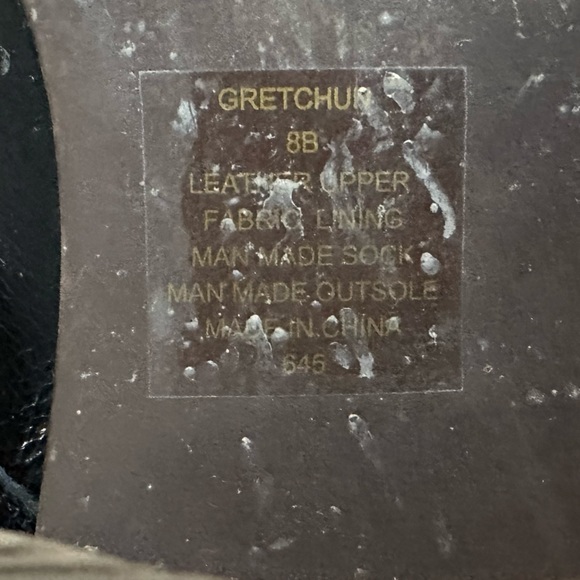 GRETCHUN
8B
LEATHER UPPER
FABRIC LINING
MAN MADE SOCK
MAN MADE OUTSOLE
MADE IN CHINA
645